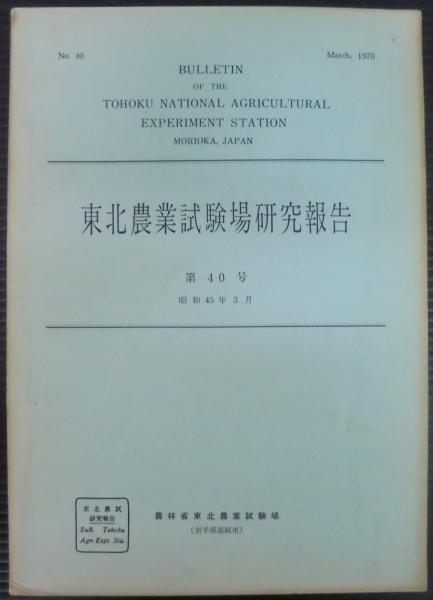 No. 40
March, 1970
BULLETIN
OF THE
TOHOKU NATIONAL AGRICULTURAL
EXPERIMENT STATION
MORIOKA, JAPAN
東北農業試験場研究報告
第 40 号
昭和45年3月
東北農試
研究報告
Bull. Tohoku
Agr. Expt. Sta.
農林省東北農業試験場
(岩手県盛岡市)